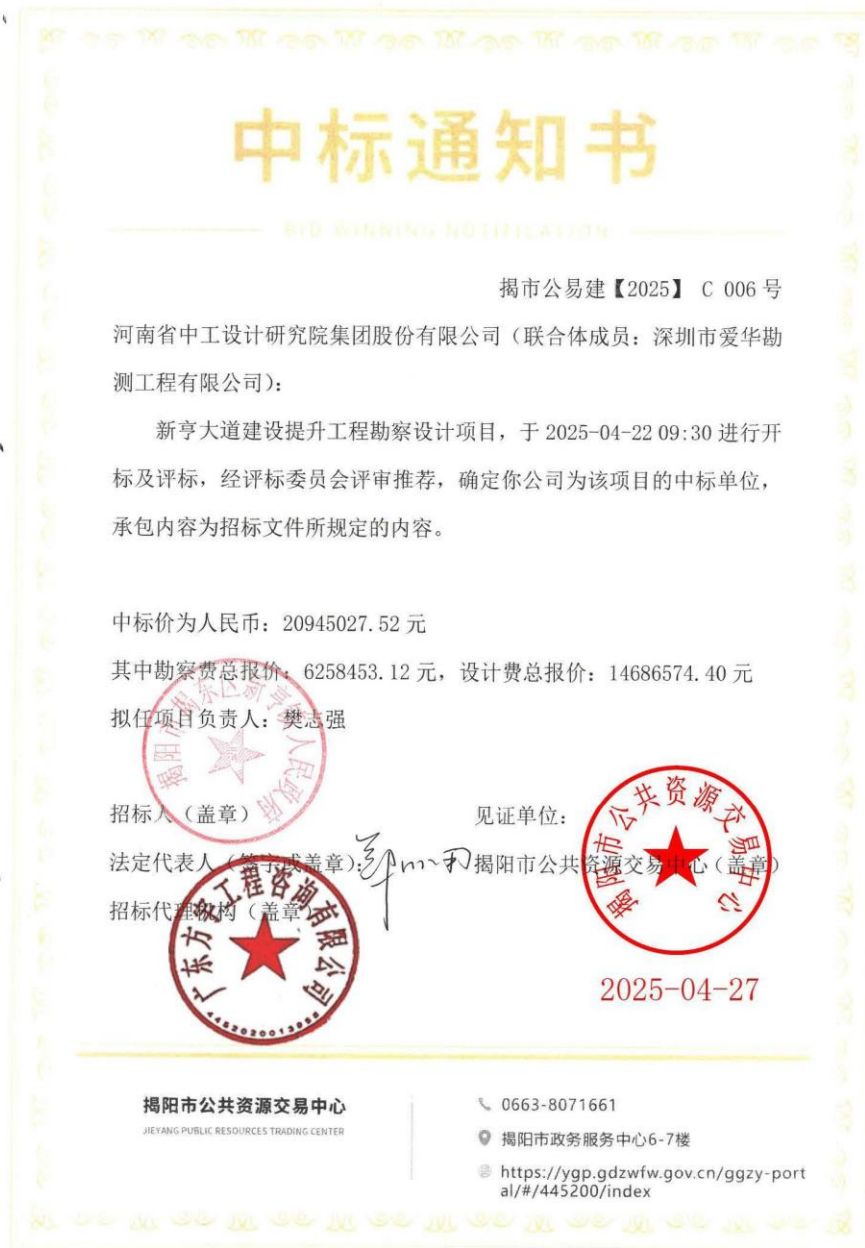 中标通知书
BID WINNING NOTIFICATION
揭市公易建【2025】 C 006 号
河南省中工设计研究院集团股份有限公司（联合体成员：深圳市爱华勘
测工程有限公司）：
新亨大道建设提升工程勘察设计项目，于 2025-04-22 09:30 进行开
标及评标，经评标委员会评审推荐，确定你公司为该项目的中标单位，
承包内容为招标文件所规定的内容。
中标价为人民币：20945027.52 元
其中勘察费总报价：6258453.12 元，设计费总报价：14686574.40 元
拟任项目负责人：樊志强
揭阳市揭东区新亨镇人民政府
招标人（盖章）
见证单位：
法定代表人（签字或盖章）：
揭阳市公共资源交易中心（盖章）
招标代理机构（盖章）
揭阳市公共资源交易中心
2025-04-27
揭阳市公共资源交易中心
JIEYANG PUBLIC RESOURCES TRADING CENTER
0663-8071661
揭阳市政务服务中心6-7楼
https://ygp.gdzwfw.gov.cn/ggzy-port
al/#/445200/index